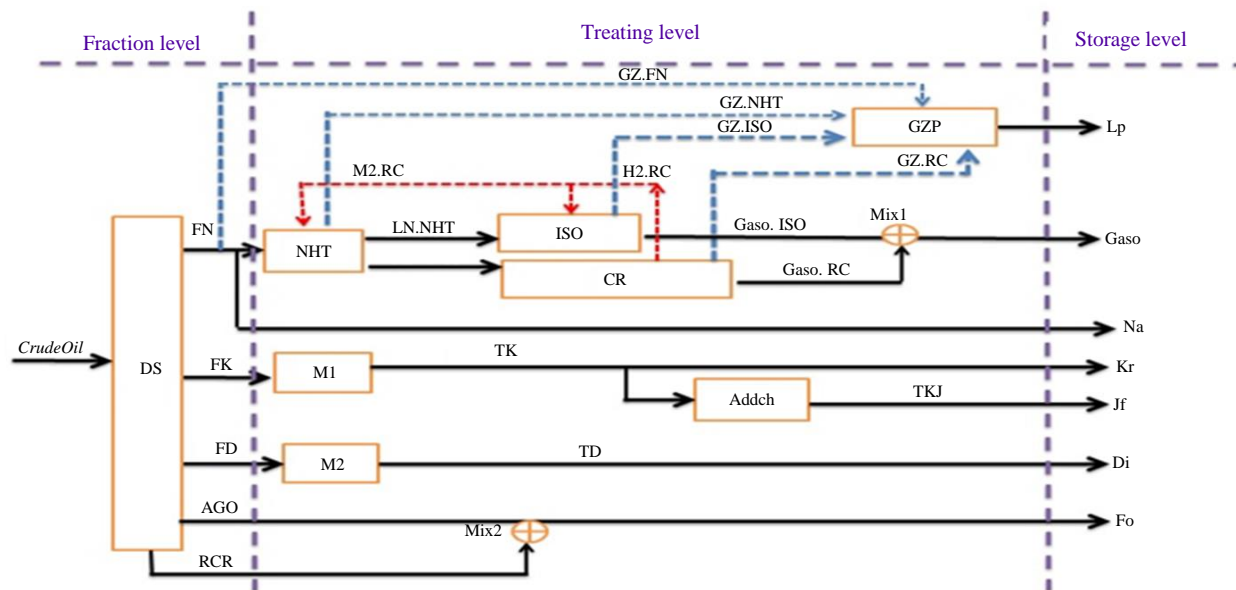 Fraction level
Treating level
Storage level
GZ.FN
GZ.NHT
GZ.ISO
GZP
Lp
GZ.RC
M2.RC
H2.RC
FN
LN.NHT
NHT
ISO
Gaso. ISO
Mix1
Gaso
CR
Gaso. RC
Na
CrudeOil
DS
FK
M1
TK
Kr
Addch
TKJ
Jf
FD
M2
TD
Di
AGO
Mix2
Fo
RCR